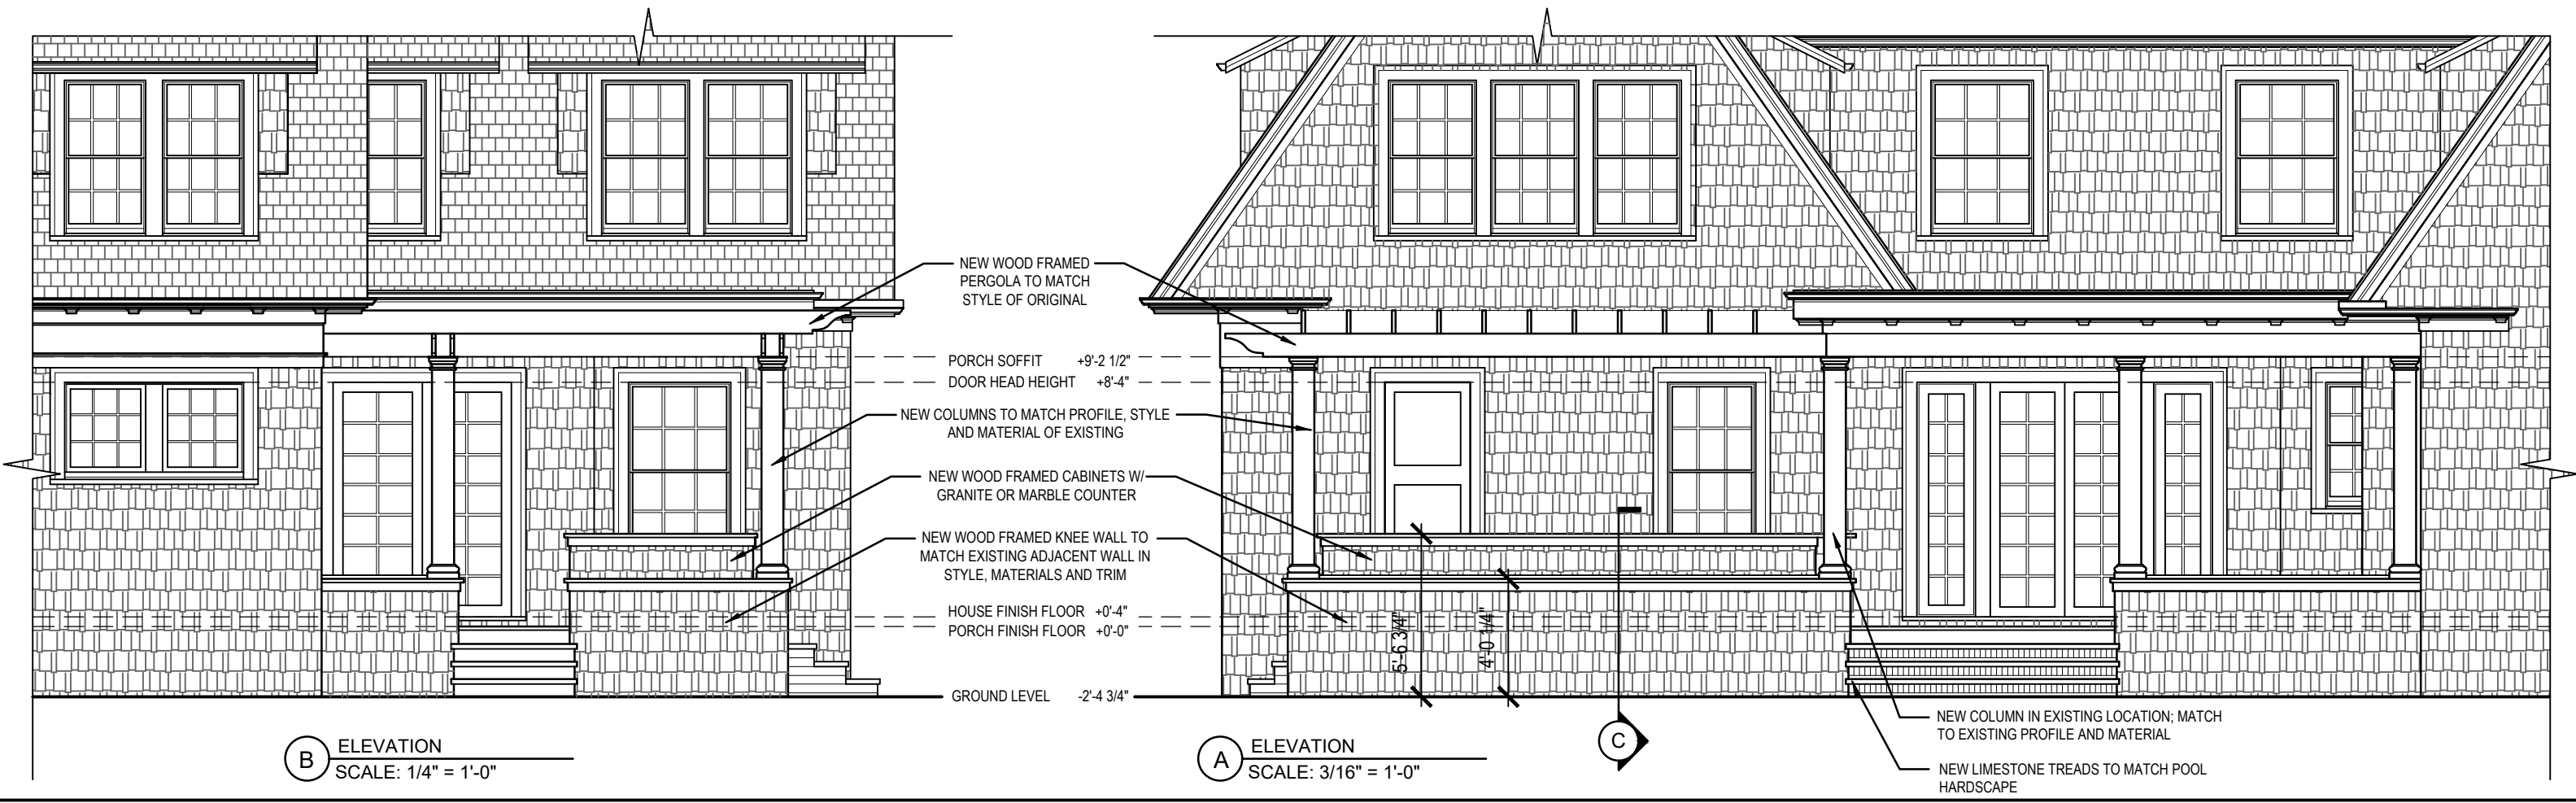 NEW WOOD FRAMED
PERGOLA TO MATCH
STYLE OF ORIGINAL
PORCH SOFFIT +9'-2 1/2"
DOOR HEAD HEIGHT +8'-4"
NEW COLUMNS TO MATCH PROFILE, STYLE
AND MATERIAL OF EXISTING
NEW WOOD FRAMED CABINETS W/
GRANITE OR MARBLE COUNTER
NEW WOOD FRAMED KNEE WALL TO
MATCH EXISTING ADJACENT WALL IN
STYLE, MATERIALS AND TRIM
HOUSE FINISH FLOOR +0'-4"
PORCH FINISH FLOOR +0'-0"
GROUND LEVEL -2'-4 3/4"
5'-6 3/4"
4'-0 1/4"
B
ELEVATION
SCALE: 1/4" = 1'-0"
A
ELEVATION
SCALE: 3/16" = 1'-0"
C
NEW COLUMN IN EXISTING LOCATION; MATCH
TO EXISTING PROFILE AND MATERIAL
NEW LIMESTONE TREADS TO MATCH POOL
HARDSCAPE